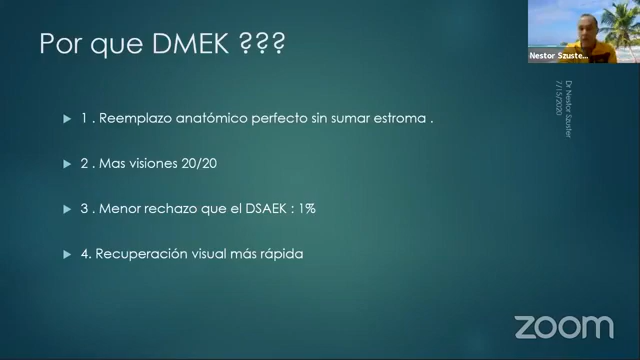 Por que DMEK ???
Nestor Szuste...
Dr Nestor Szuster
7/15/2020
1 . Reemplazo anatómico perfecto sin sumar estroma .
2 . Mas visiones 20/20
3 . Menor rechazo que el DSAEK : 1%
4. Recuperación visual más rápida
zoom